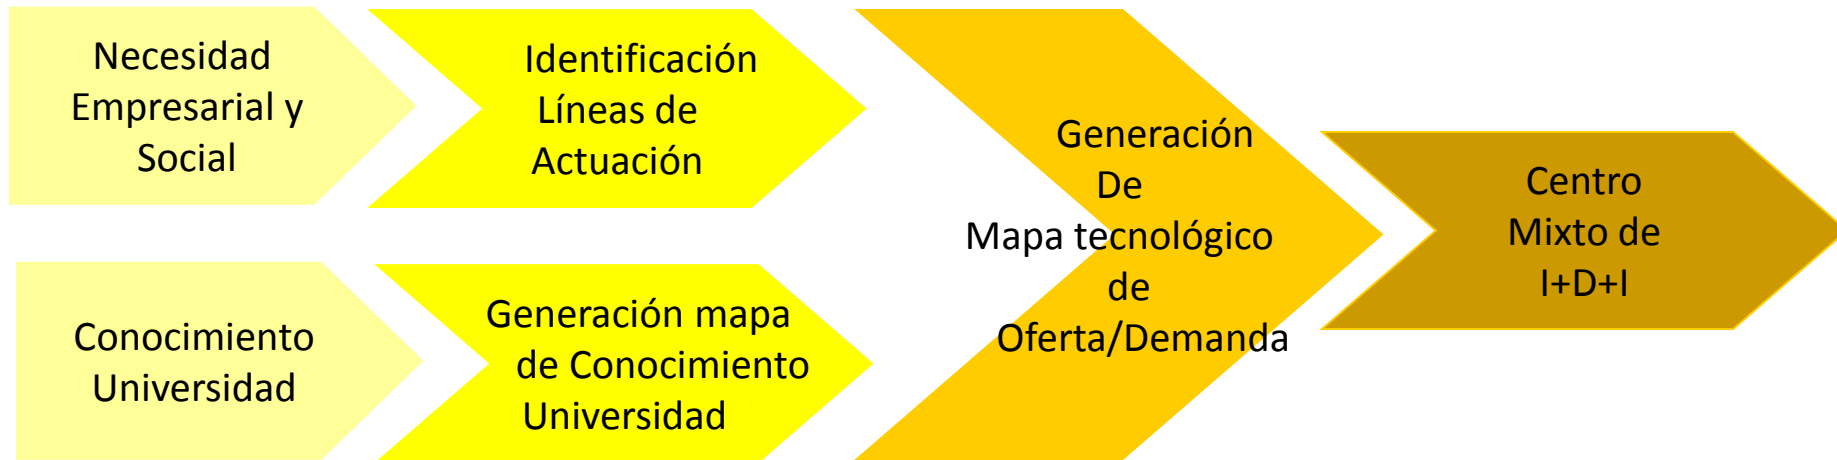 Necesidad
Empresarial y
Social
Identificación
Líneas de
Actuación
Conocimiento
Universidad
Generación mapa
de Conocimiento
Universidad
Generación
De
Mapa tecnológico
de
Oferta/Demanda
Centro
Mixto de
I+D+I